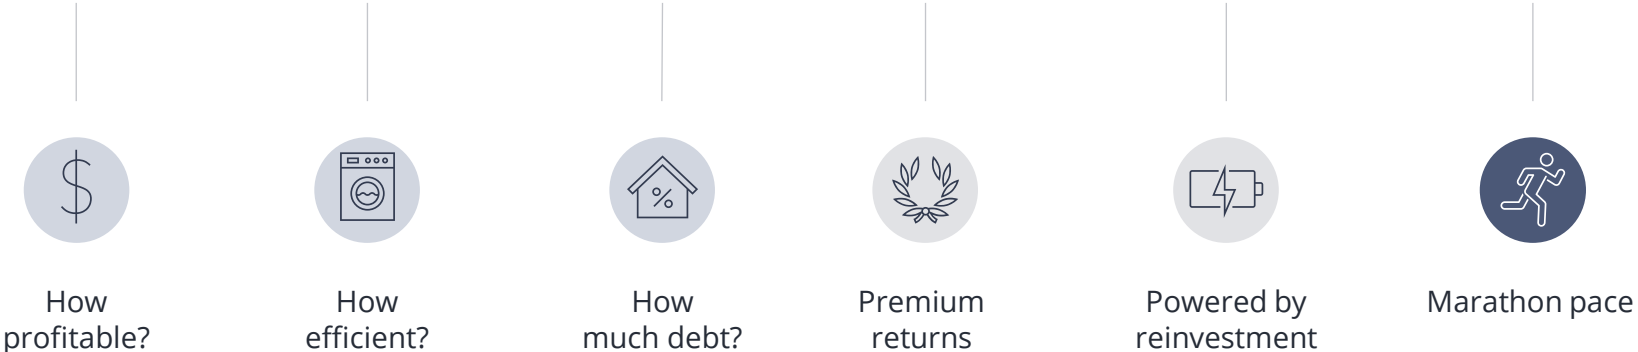 How
profitable?
How
efficient?
How
much debt?
Premium
returns
Powered by
reinvestment
Marathon pace